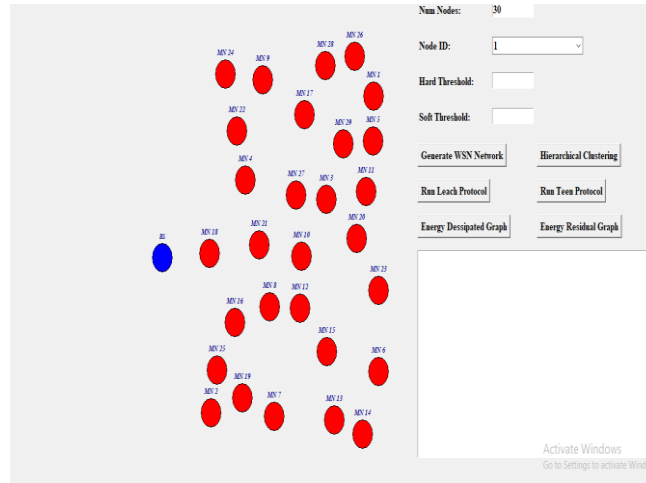 Num Nodes: 30
MN 26
MN 28
MN 24
MN 9
Node ID: 1
MN 1
Hard Threshold:
MN 17
MN 22
MN 29
MN 5
Soft Threshold:
Generate WSN Network Hierarchical Clustering
MN 4
MN 27
MN 3
MN 11
Run Leach Protocol Run Teen Protocol
MN 20
MN 21
MN 18
MN 10
BS
Energy Dessipated Graph Energy Residual Graph
MN 23
MN 8
MN 12
MN 16
MN 15
MN 25
MN 6
MN 19
MN 2
MN 7
MN 13
MN 14
Activate Windows
Go to Settings to activate Wind